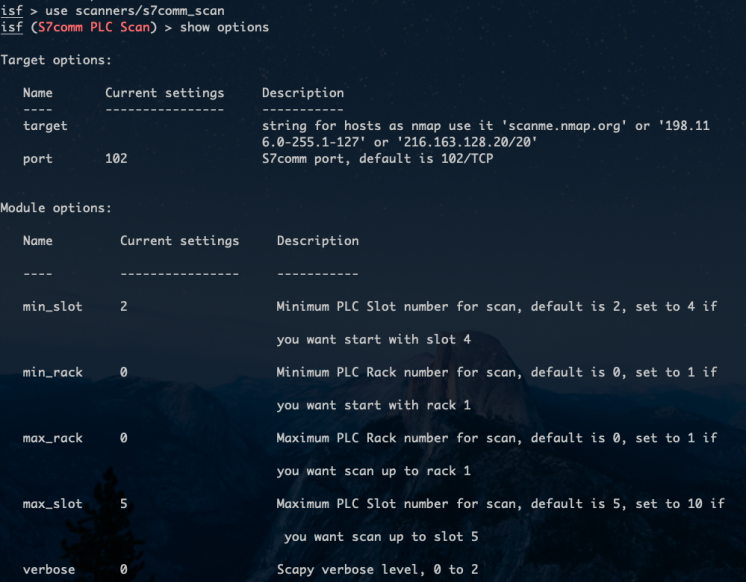 isf > use scanners/s7comm_scan
isf (S7comm PLC Scan) > show options
Target options:
Name Current settings Description
---- ---------------- -----------
target string for hosts as nmap use it 'scanme.nmap.org' or '198.11
6.0-255.1-127' or '216.163.128.20/20'
port 102 S7comm port, default is 102/TCP
Module options:
Name Current settings Description
---- ---------------- -----------
min_slot 2 Minimum PLC Slot number for scan, default is 2, set to 4 if
you want start with slot 4
min_rack 0 Minimum PLC Rack number for scan, default is 0, set to 1 if
you want start with rack 1
max_rack 0 Maximum PLC Rack number for scan, default is 0, set to 1 if
you want scan up to rack 1
max_slot 5 Maximum PLC Slot number for scan, default is 5, set to 10 if
you want scan up to slot 5
verbose 0 Scapy verbose level, 0 to 2